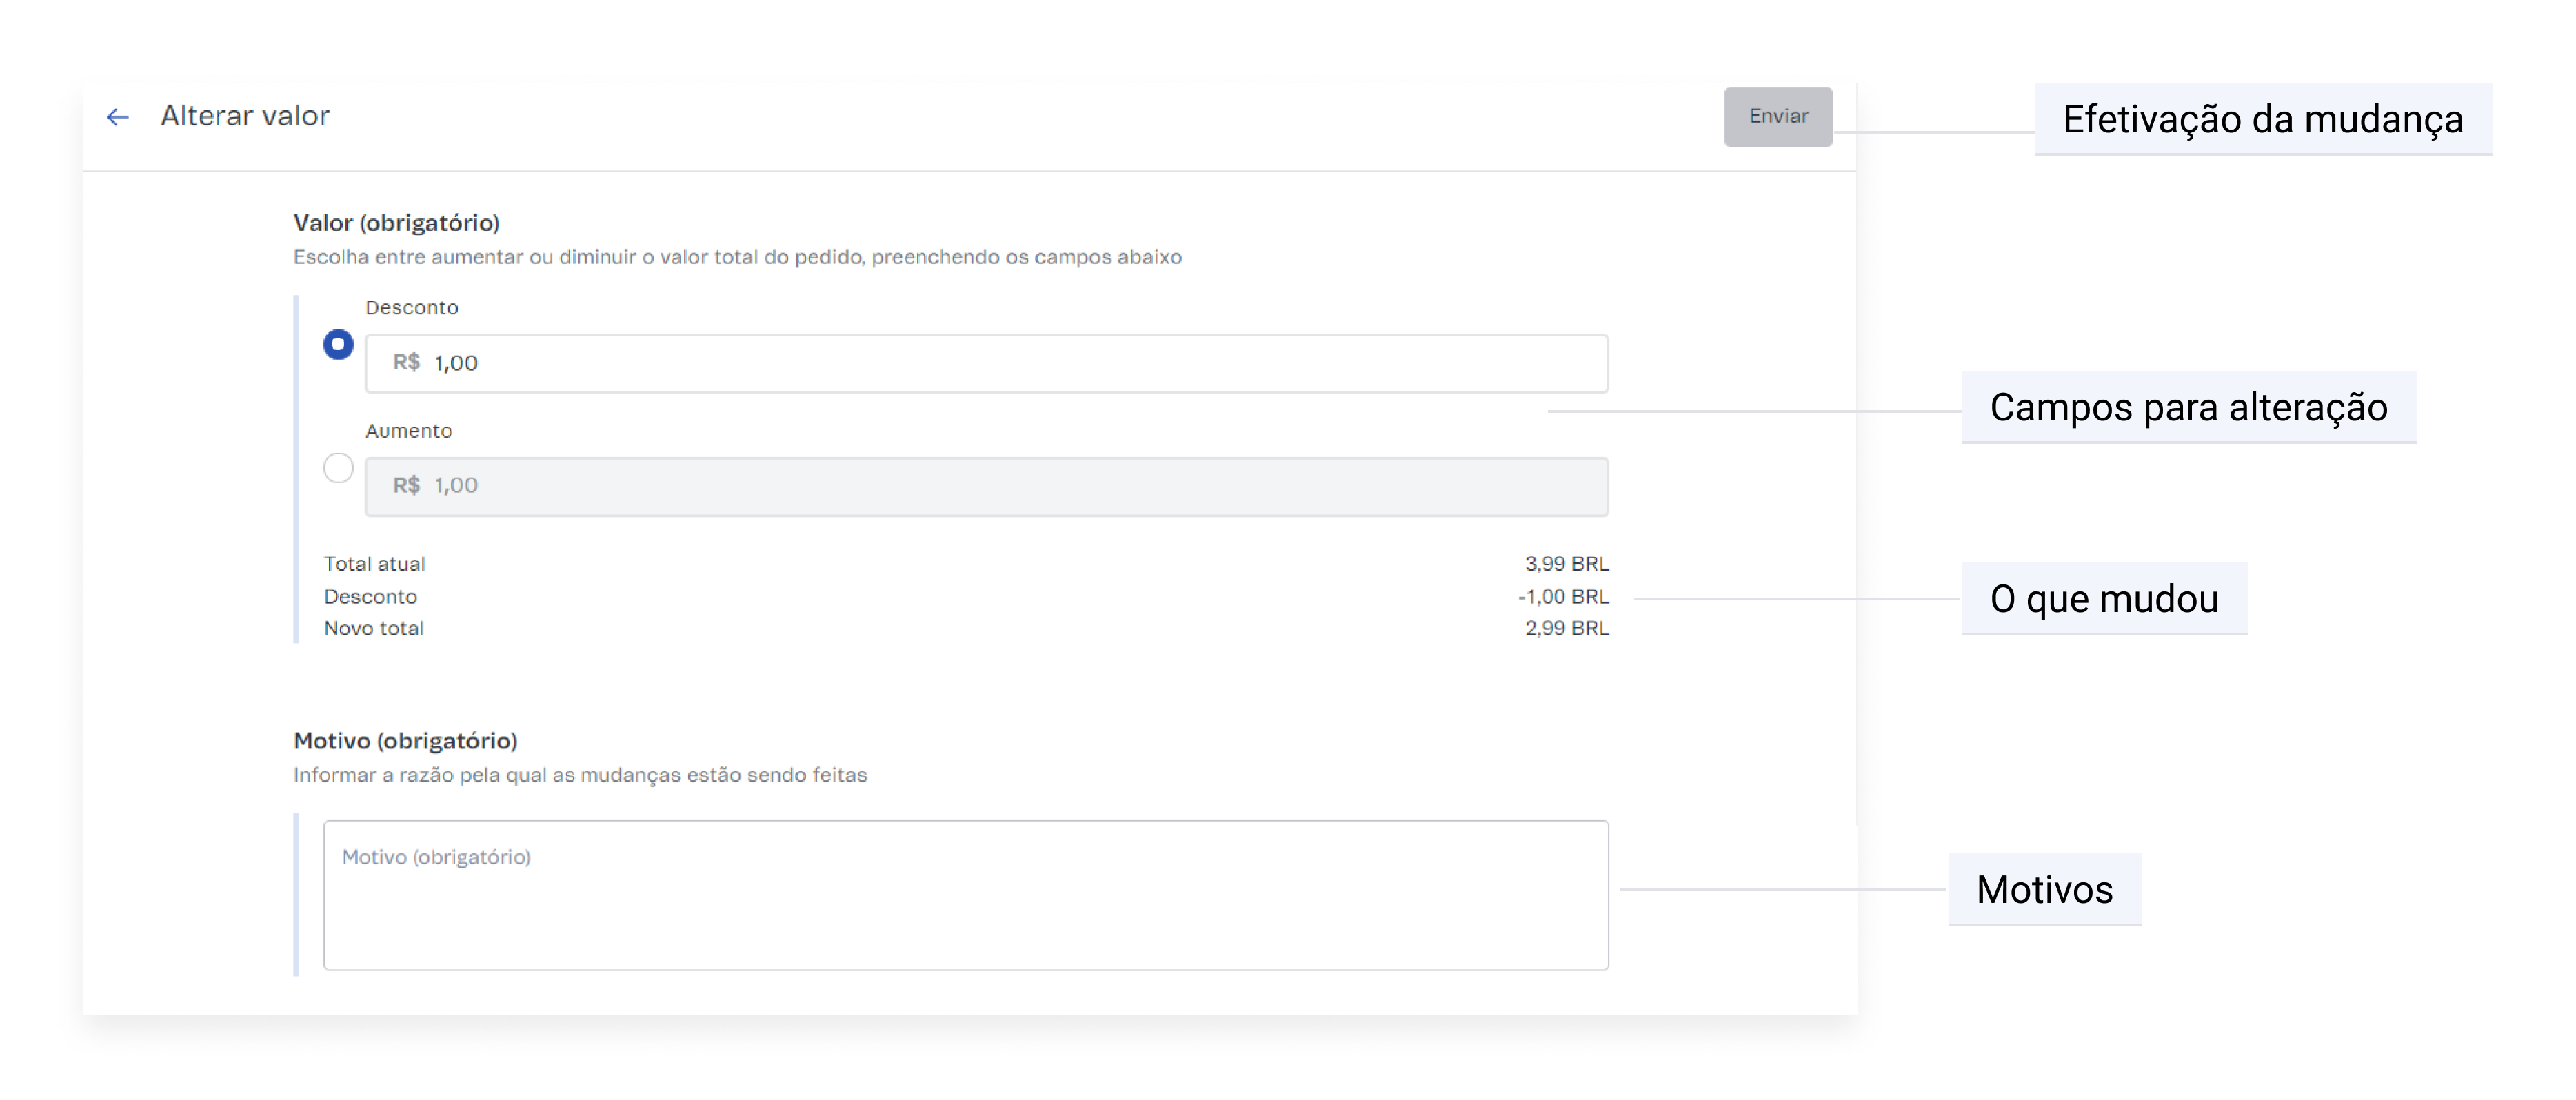 Alterar valor
Enviar
Efetivação da mudança
Valor (obrigatório)
Escolha entre aumentar ou diminuir o valor total do pedido, preenchendo os campos abaixo
Desconto
R$ 1,00
Campos para alteração
Aumento
R$ 1,00
Total atual 3,99 BRL
Desconto -1,00 BRL
Novo total 2,99 BRL
O que mudou
Motivo (obrigatório)
Informar a razão pela qual as mudanças estão sendo feitas
Motivo (obrigatório)
Motivos